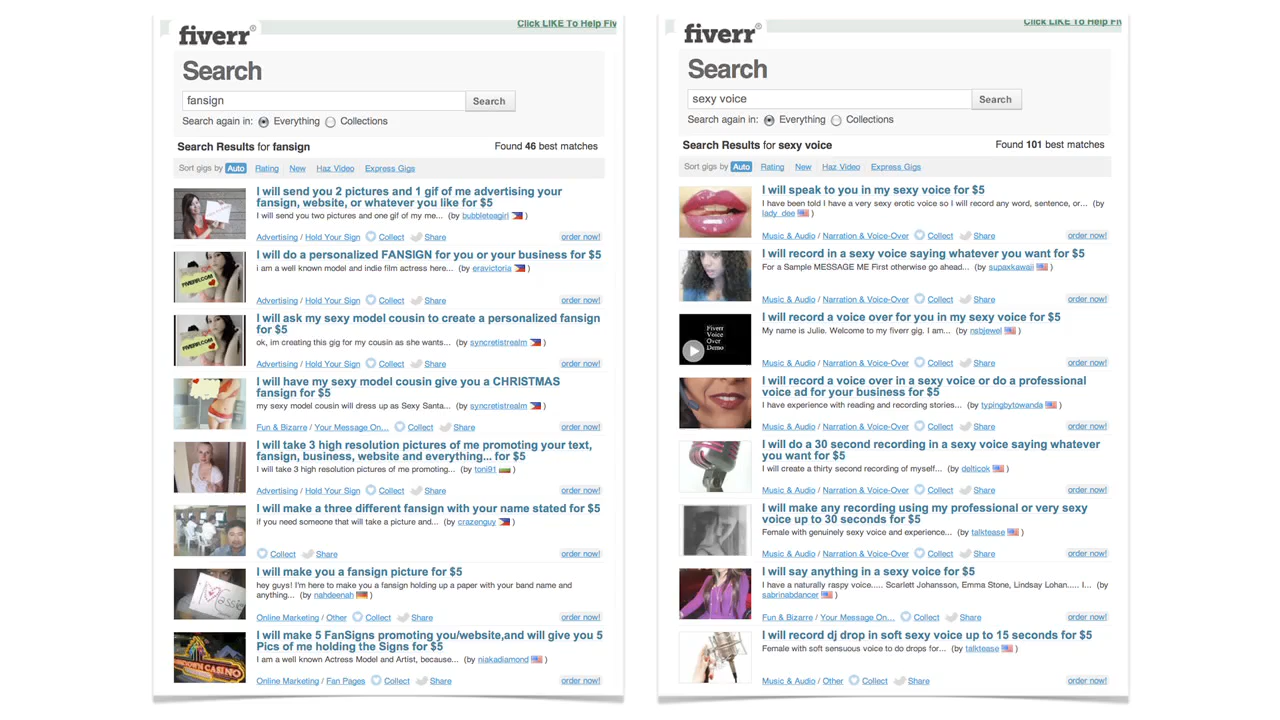 Click LIKE To Help Fiv
fiverr®
Search
fansign
Search
Search again in: Everything Collections
Search Results for fansign Found 46 best matches
Sort gigs by Auto Rating New Haz Video Express Gigs
I will send you 2 pictures and 1 gif of me advertising your
fansign, website, or whatever you like for $5
I will send you two pictures and one gif of my me... (by bubbleteagirl )
Advertising / Hold Your Sign Collect Share order now!
I will do a personalized FANSIGN for you or your business for $5
i am a well known model and indie film actress here... (by eravictoria )
Advertising / Hold Your Sign Collect Share order now!
I will ask my sexy model cousin to create a personalized fansign
for $5
ok, im creating this gig for my cousin as she wants... (by syncretistrealm )
Advertising / Hold Your Sign Collect Share order now!
I will have my sexy model cousin give you a CHRISTMAS
fansign for $5
my sexy model cousin will dress up as Sexy Santa... (by syncretistrealm )
Fun & Bizarre / Your Message On... Collect Share order now!
I will take 3 high resolution pictures of me promoting your text,
fansign, business, website and everything... for $5
I will take 3 high resolution pictures of me promoting... (by toni91 )
Advertising / Hold Your Sign Collect Share order now!
I will make a three different fansign with your name stated for $5
if you need someone that will take a picture and... (by crazenguy )
Collect Share order now!
I will make you a fansign picture for $5
hey guys! I'm here to make you a fansign holding up a paper with band name and
anything... (by nahdeenah )
Online Marketing / Other Collect Share order now!
I will make 5 FanSigns promoting you/website,and will give you 5
Pics of me holding the Signs for $5
I am a well known Actress Model and Artist, because... (by niakadiamond )
Online Marketing / Fan Pages Collect Share order now!
FIVERR.COM
FIVERR.COM
CASINO
Click LIKE To Help Fiv
fiverr®
Search
sexy voice
Search
Search again in: Everything Collections
Search Results for sexy voice Found 101 best matches
Sort gigs by Auto Rating New Haz Video Express Gigs
I will speak to you in my sexy voice for $5
I have been told I have a very sexy erotic voice so I will record any word, sentence, or... (by
lady_dee )
Music & Audio / Narration & Voice-Over Collect Share order now!
I will record in a sexy voice saying whatever you want for $5
For a Sample MESSAGE ME First otherwise go ahead... (by supaxkawaii )
Music & Audio / Narration & Voice-Over Collect Share order now!
Fiverr
Voice
Over
Demo
I will record a voice over for you in my sexy voice for $5
My name is Julie. Welcome to my fiverr gig. I am... (by nsbjewel )
Music & Audio / Narration & Voice-Over Collect Share order now!
I will record a voice over in a sexy voice or do a professional
voice ad for your business for $5
I have experience with reading and recording stories... (by typingbytowanda )
Music & Audio / Narration & Voice-Over Collect Share order now!
I will do a 30 second recording in a sexy voice saying whatever
you want for $5
I will create a thirty second recording of myself... (by delticok )
Music & Audio / Narration & Voice-Over Collect Share order now!
I will make any recording using my professional or very sexy
voice up to 30 seconds for $5
Female with genuinely sexy voice and experience... (by talktease )
Music & Audio / Narration & Voice-Over Collect Share order now!
I will say anything in a sexy voice for $5
I have a naturally raspy voice..... Scarlett Johansson, Emma Stone, Lindsay Lohan..... I... (by
sabrinabdancer )
Fun & Bizarre / Your Message On... Collect Share order now!
I will record dj drop in soft sexy voice up to 15 seconds for $5
Female with soft sensuous voice to do drops for... (by talktease )
Music & Audio / Other Collect Share order now!